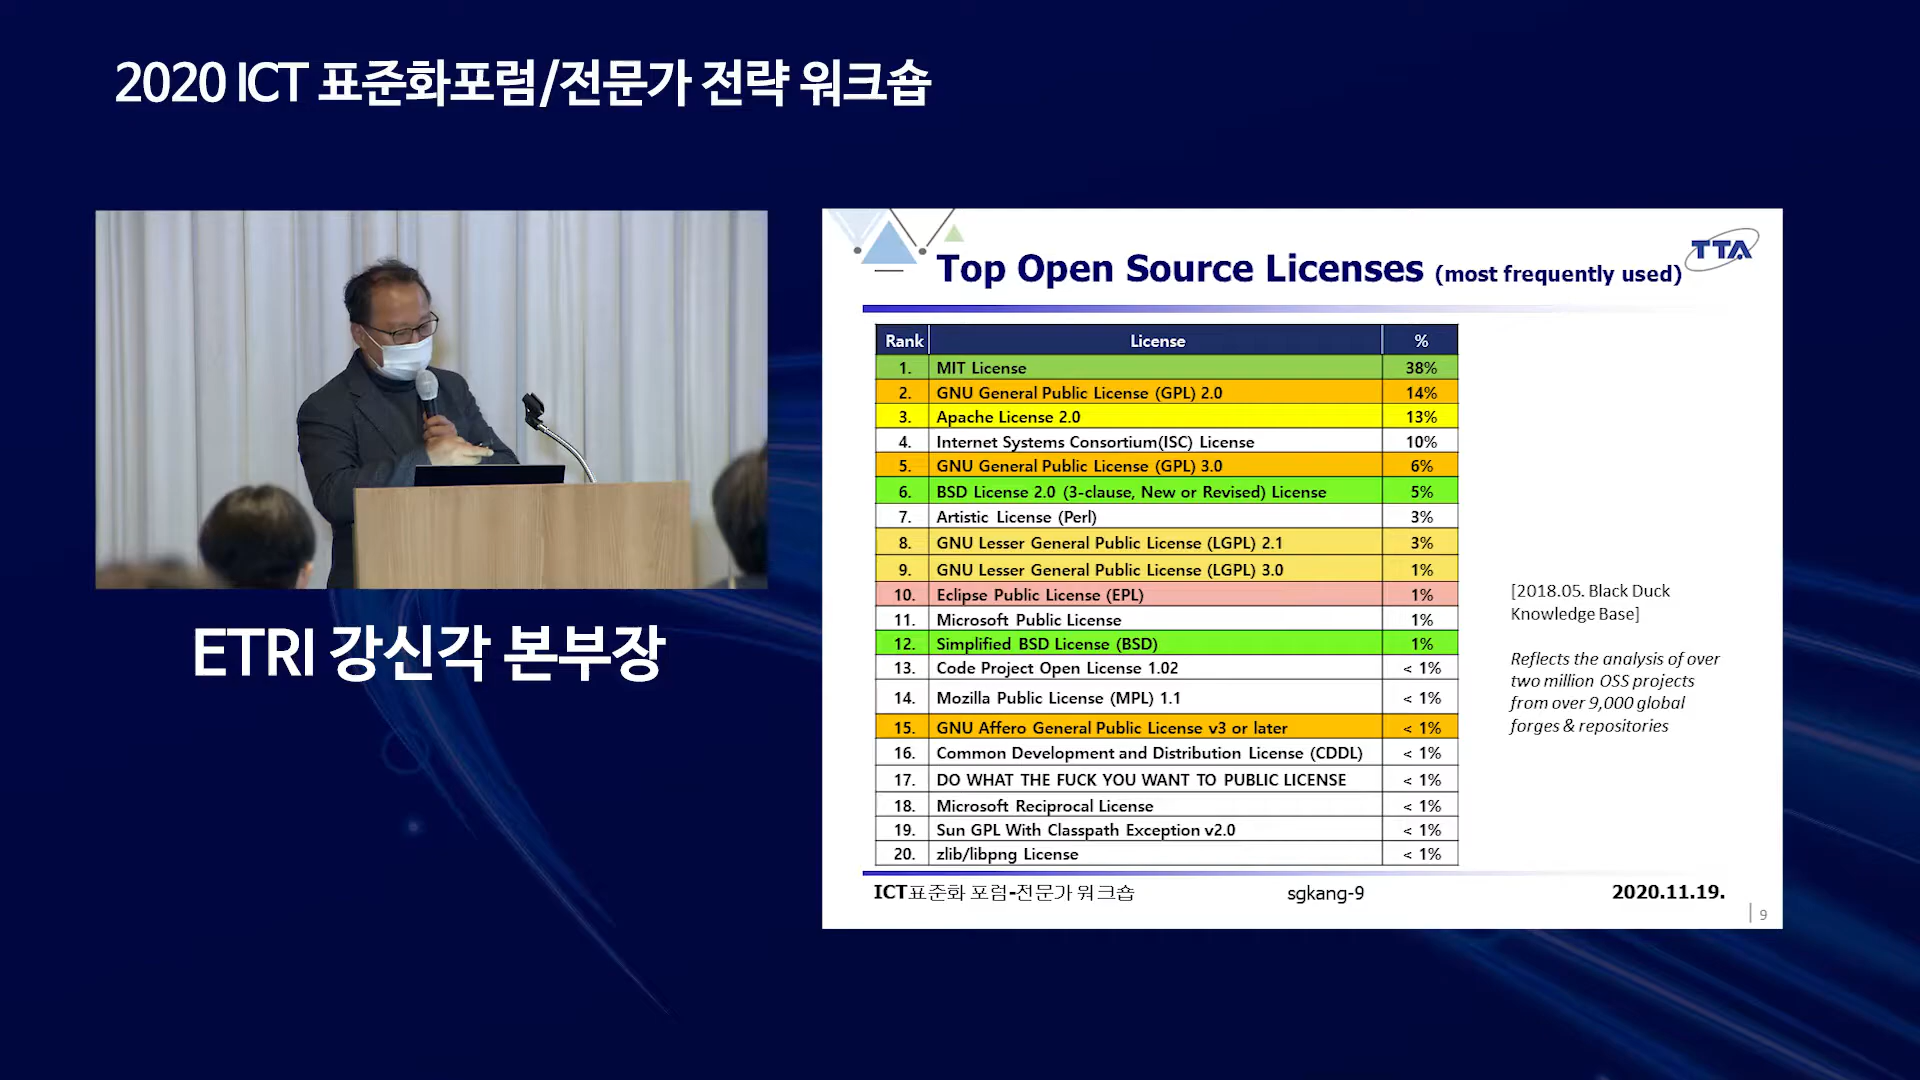 2020 ICT 표준화포럼/전문가 전략 워크숍
ETRI 강신각 본부장
TTA
Top Open Source Licenses (most frequently used)
Rank License %
1. MIT License 38%
2. GNU General Public License (GPL) 2.0 14%
3. Apache License 2.0 13%
4. Internet Systems Consortium(ISC) License 10%
5. GNU General Public License (GPL) 3.0 6%
6. BSD License 2.0 (3-clause, New or Revised) License 5%
7. Artistic License (Perl) 3%
8. GNU Lesser General Public License (LGPL) 2.1 3%
9. GNU Lesser General Public License (LGPL) 3.0 1%
10. Eclipse Public License (EPL) 1%
11. Microsoft Public License 1%
12. Simplified BSD License (BSD) 1%
13. Code Project Open License 1.02 < 1%
14. Mozilla Public License (MPL) 1.1 < 1%
15. GNU Affero General Public License v3 or later < 1%
16. Common Development and Distribution License (CDDL) < 1%
17. DO WHAT THE FUCK YOU WANT TO PUBLIC LICENSE < 1%
18. Microsoft Reciprocal License < 1%
19. Sun GPL With Classpath Exception v2.0 < 1%
20. zlib/libpng License < 1%
[2018.05. Black Duck
Knowledge Base]
Reflects the analysis of over
two million OSS projects
from over 9,000 global
forges & repositories
ICT표준화 포럼-전문가 워크숍 sgkang-9 2020.11.19.
9